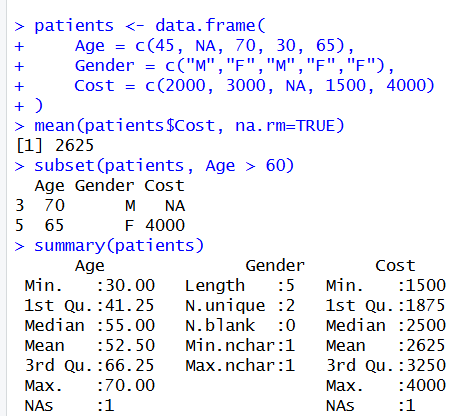 > patients <- data.frame(
+     Age = c(45, NA, 70, 30, 65),
+     Gender = c("M","F","M","F","F"),
+     Cost = c(2000, 3000, NA, 1500, 4000)
+ )
> mean(patients$Cost, na.rm=TRUE)
[1] 2625
> subset(patients, Age > 60)
  Age Gender Cost
3  70      M   NA
5  65      F 4000
> summary(patients)
      Age             Gender       Cost
 Min.   :30.00   Length   :5   Min.   :1500
 1st Qu.:41.25   N.unique :2   1st Qu.:1875
 Median :55.00   N.blank  :0   Median :2500
 Mean   :52.50   Min.nchar:1   Mean   :2625
 3rd Qu.:66.25   Max.nchar:1   3rd Qu.:3250
 Max.   :70.00                 Max.   :4000
 NAs    :1                     NAs    :1